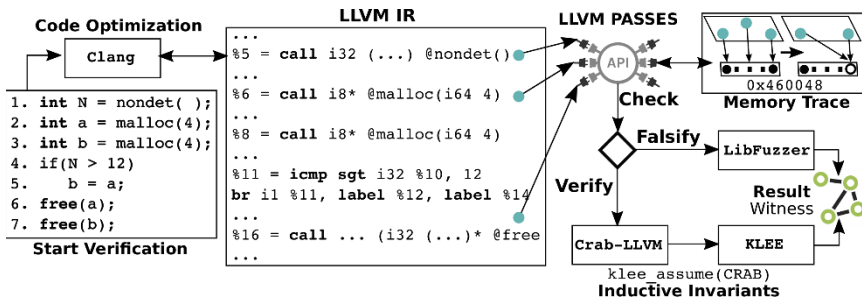 Code Optimization
Clang
1. int N = nondet( );
2. int a = malloc(4);
3. int b = malloc(4);
4. if(N > 12)
5. b = a;
6. free(a);
7. free(b);
Start Verification
LLVM IR
...
%5 = call i32 (...) @nondet()
...
%6 = call i8* @malloc(i64 4)
...
%8 = call i8* @malloc(i64 4)
...
%11 = icmp sgt i32 %10, 12
br i1 %11, label %12, label %14
...
%16 = call ... (i32 (...)* @free
...
LLVM PASSES
API
Check
0x460048
Memory Trace
Falsify
LibFuzzer
Verify
Result
Witness
Crab-LLVM
KLEE
klee_assume(CRAB)
Inductive Invariants